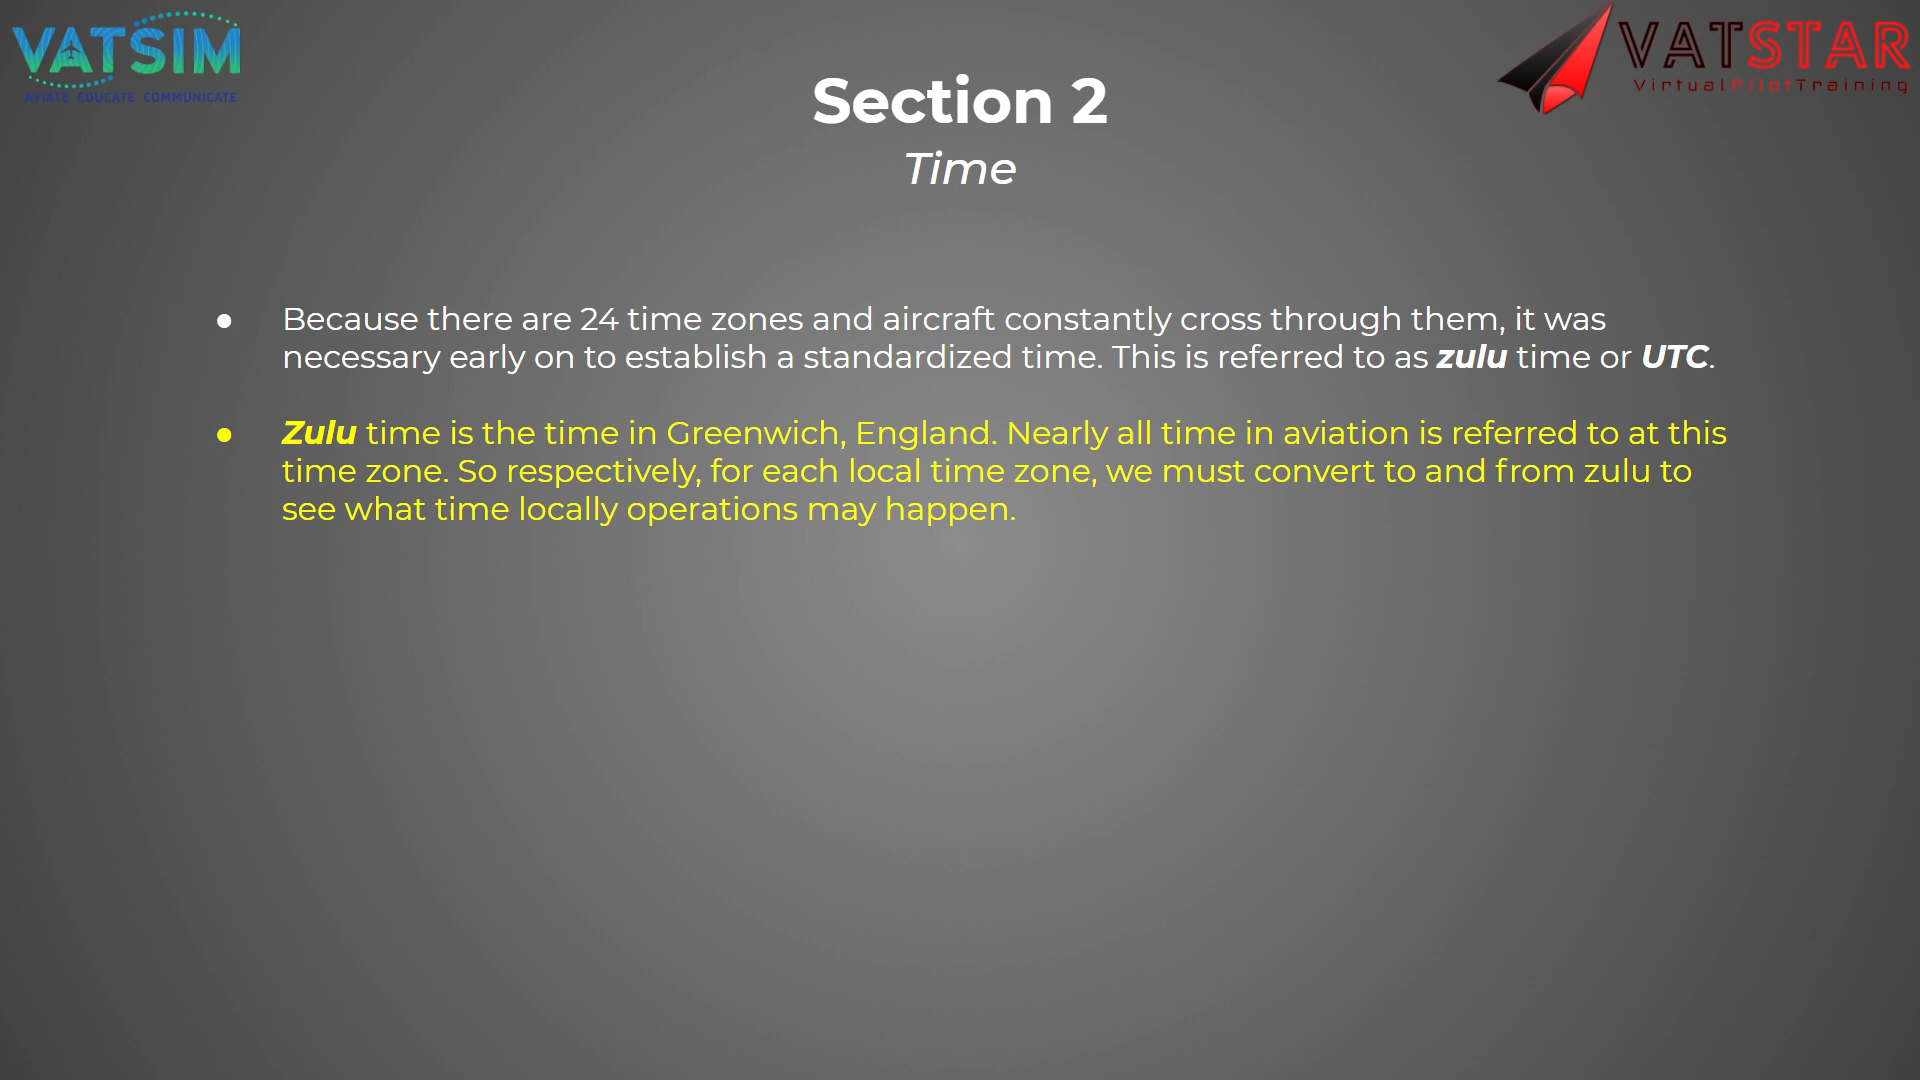 VATSIM
AVIATE EDUCATE COMMUNICATE
VATSTAR
VirtualPilotTraining
Section 2
Time
● Because there are 24 time zones and aircraft constantly cross through them, it was
necessary early on to establish a standardized time. This is referred to as zulu time or UTC.
● Zulu time is the time in Greenwich, England. Nearly all time in aviation is referred to at this
time zone. So respectively, for each local time zone, we must convert to and from zulu to
see what time locally operations may happen.